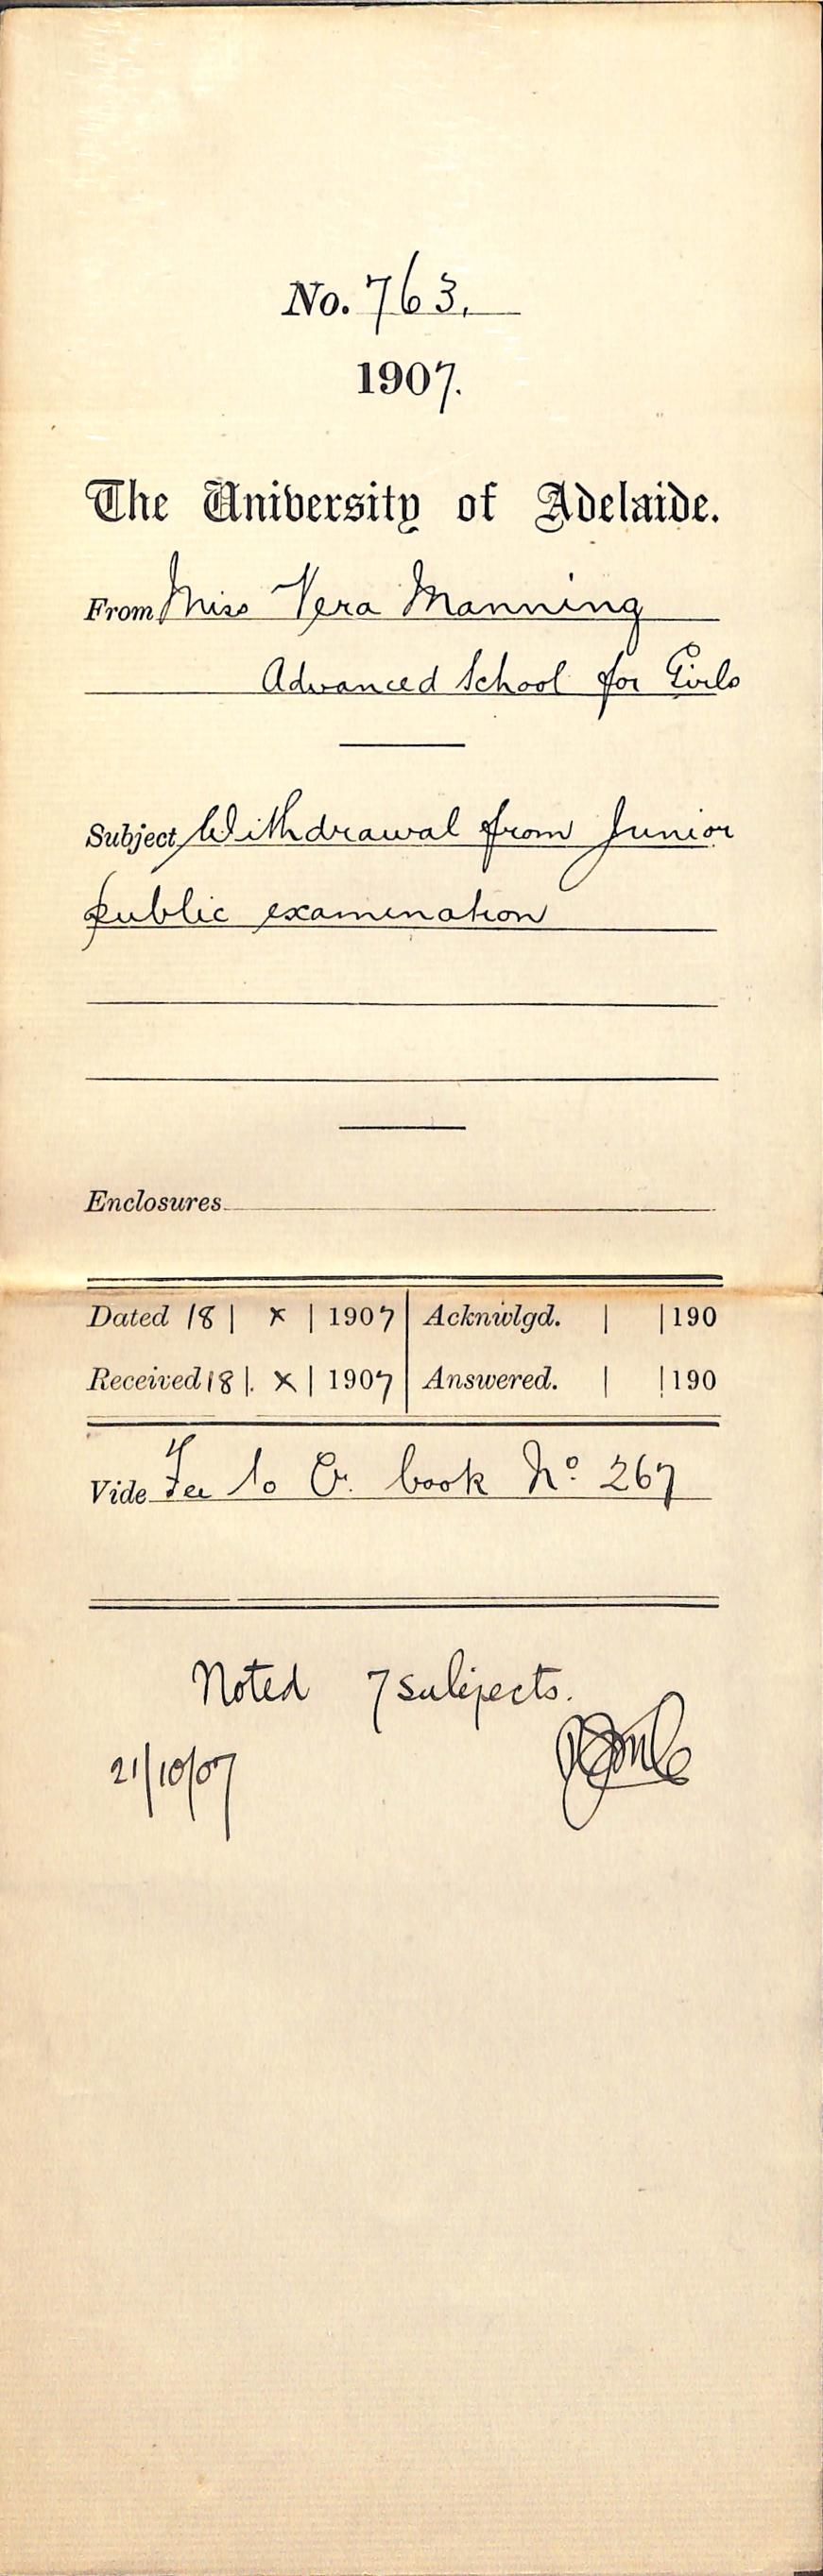 No. 763.
1907.
The University of Adelaide.
From Miss Vera Manning
Advanced School for Girls
Subject Withdrawal from Junior
public examination
Enclosures
Dated 18 | x | 1907 | Acknwlgd. | | 190
Received 18 |. x | 1907 | Answered. | | 190
Vide Fee to Cr. book No 267
Noted 7 subjects.
21/10/07